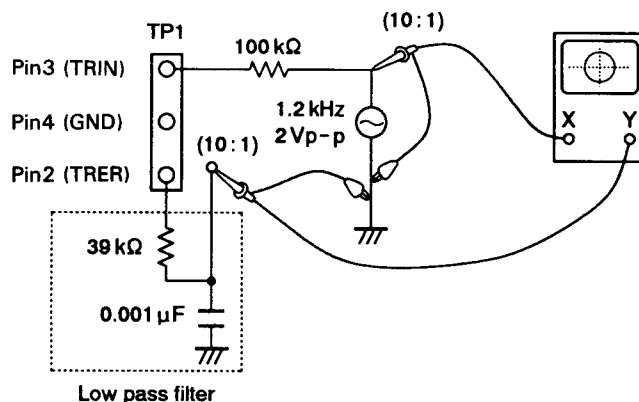 TP1
(10 : 1)
100 kΩ
Pin3 (TRIN)
Pin4 (GND)
1.2 kHz
2 Vp-p
X Y
(10 : 1)
Pin2 (TRER)
39 kΩ
0.001 µF
Low pass filter